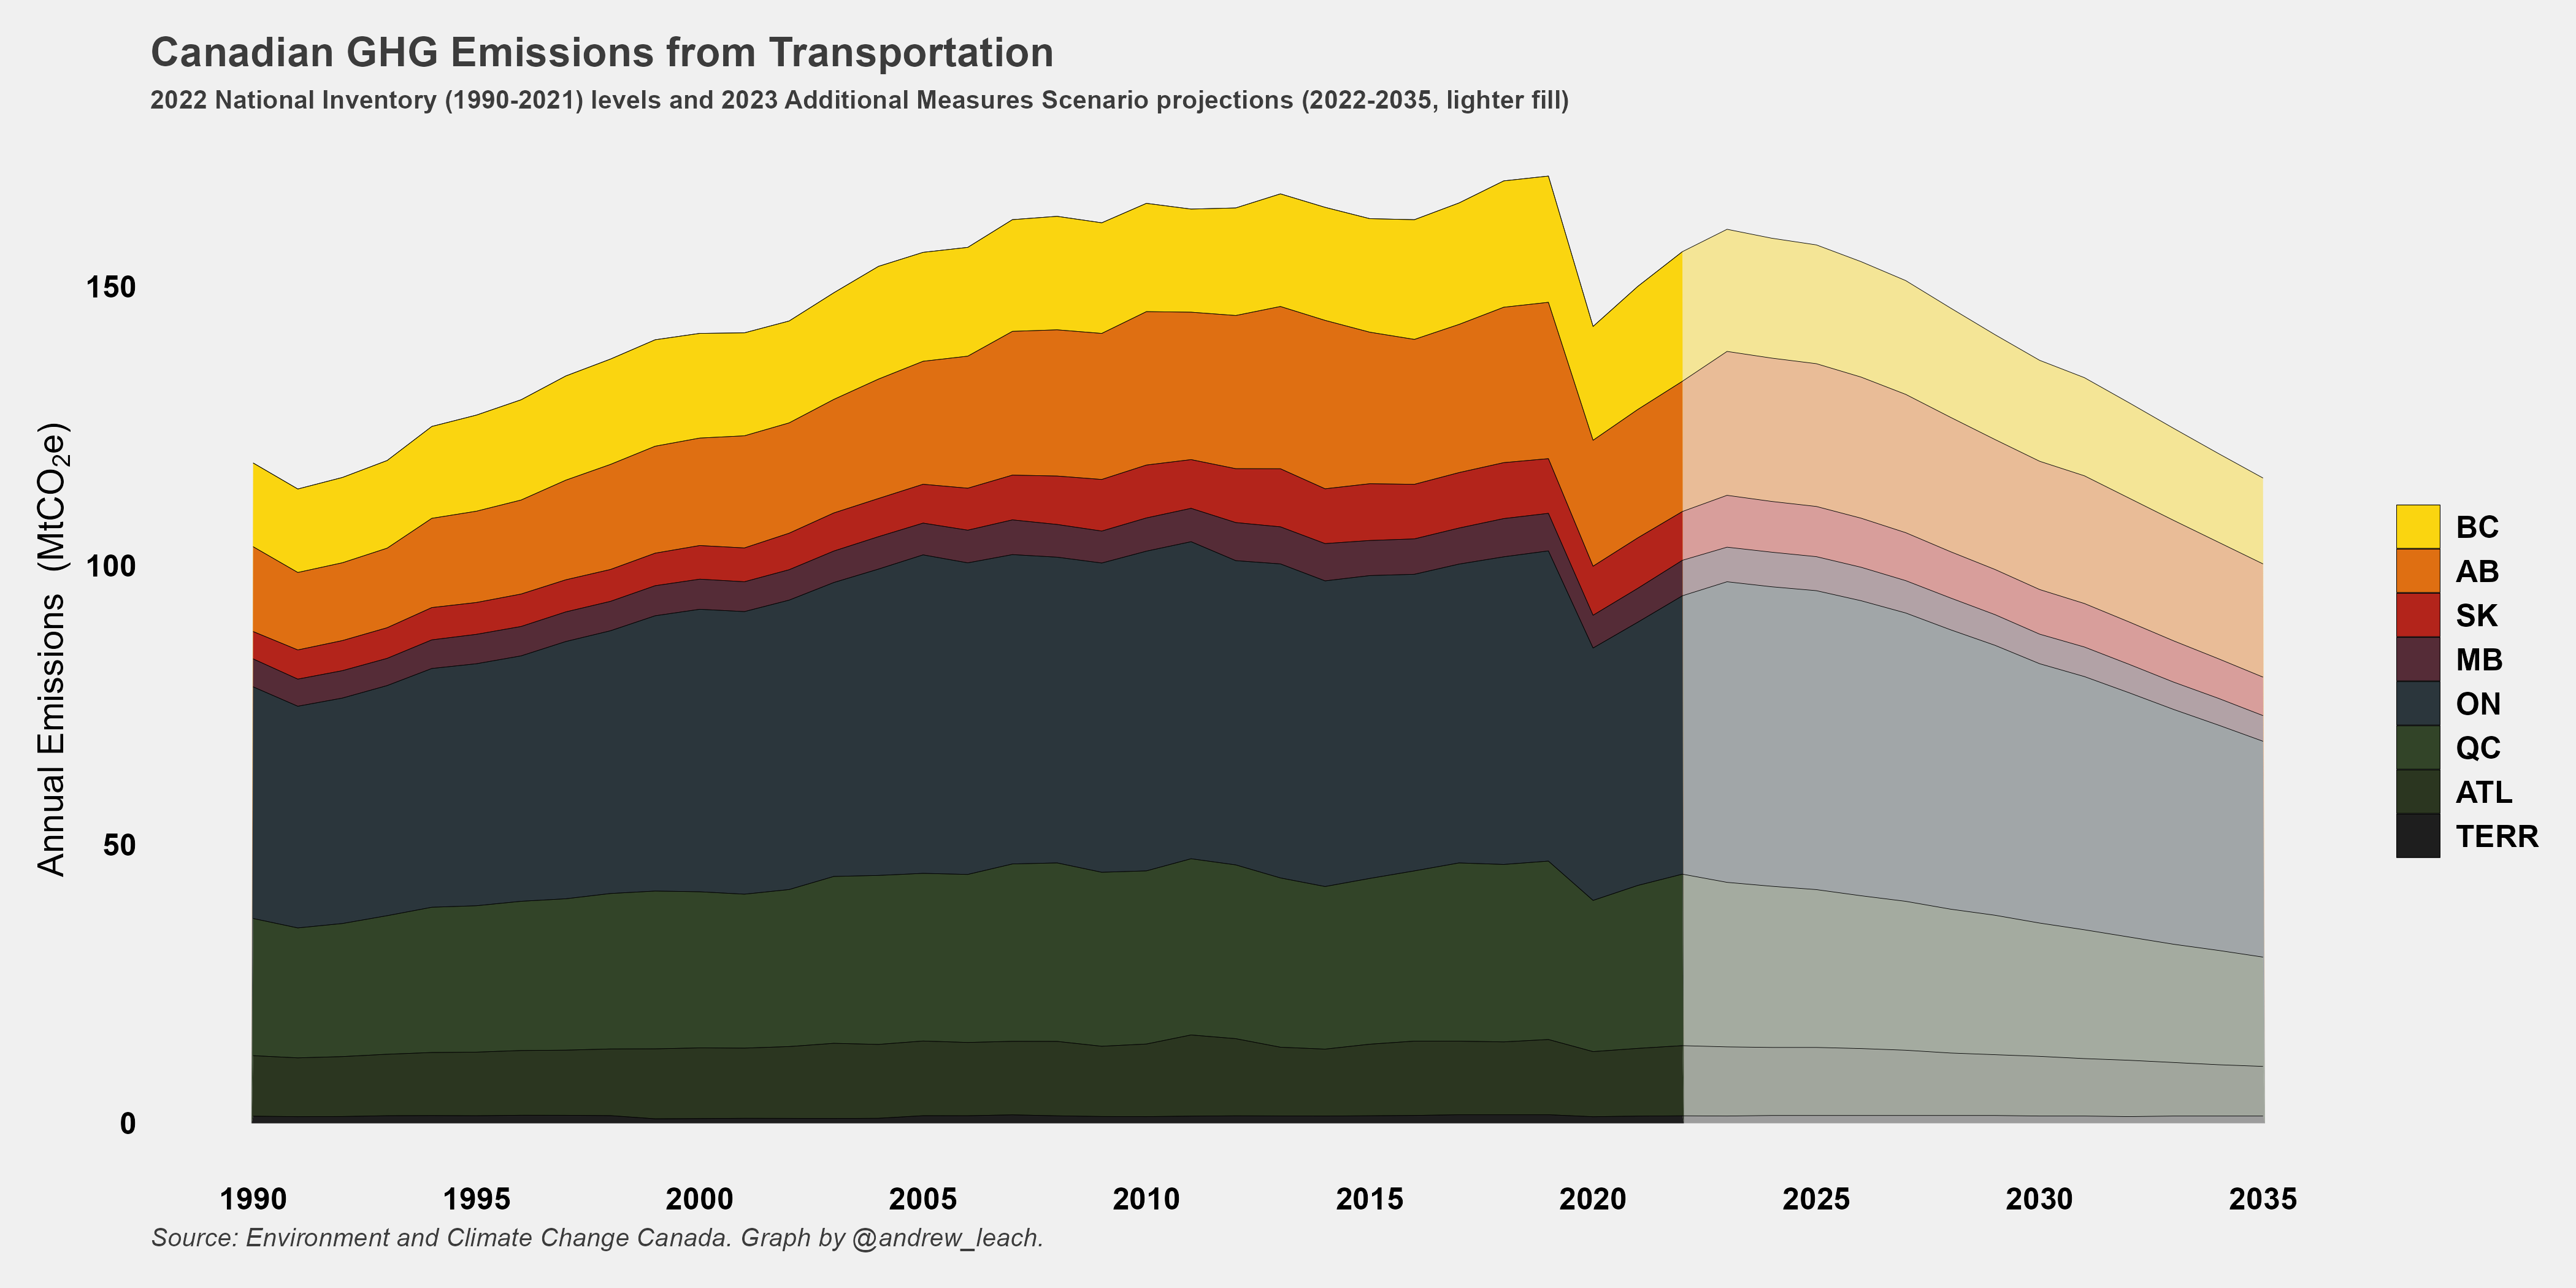 Canadian GHG Emissions from Transportation
2022 National Inventory (1990-2021) levels and 2023 Additional Measures Scenario projections (2022-2035, lighter fill)
Annual Emissions (MtCO₂e)
150
100
50
0
1990 1995 2000 2005 2010 2015 2020 2025 2030 2035
BC
AB
SK
MB
ON
QC
ATL
TERR
Source: Environment and Climate Change Canada. Graph by @andrew_leach.